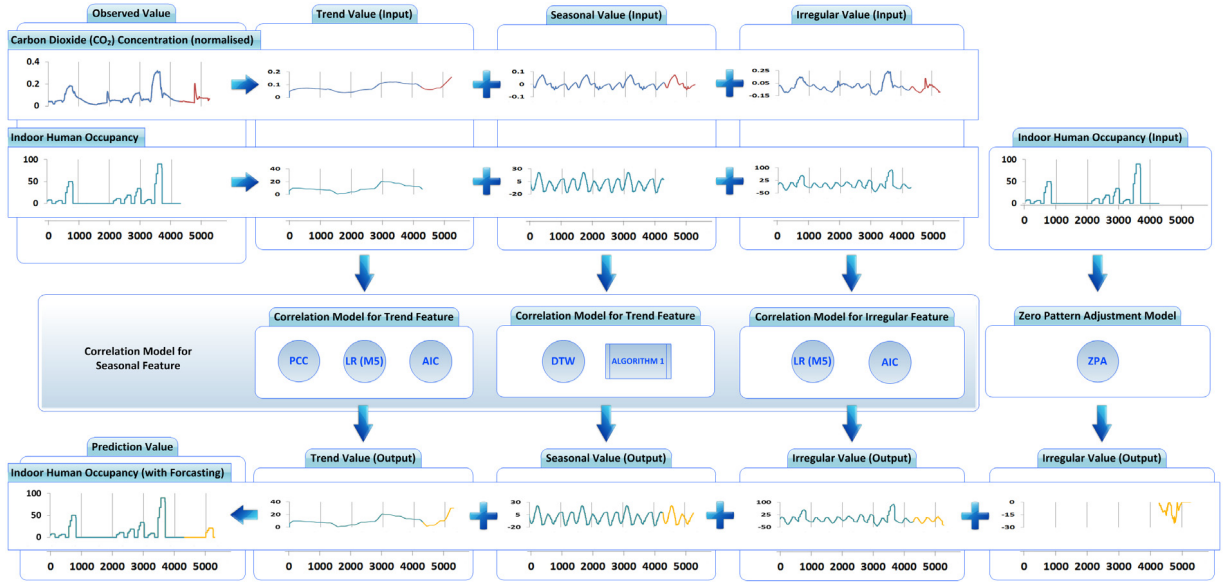 Observed Value
Trend Value (Input)
Seasonal Value (Input)
Irregular Value (Input)
Carbon Dioxide (CO₂) Concentration (normalised)
0.4
0.2
0
0.2
0.1
0
0.1
0
-0.1
0.25
0.05
-0.15
Indoor Human Occupancy
Indoor Human Occupancy (Input)
100
50
0
40
20
0
30
5
-20
100
25
-50
100
50
0
0 1000 2000 3000 4000 5000
0 1000 2000 3000 4000 5000
0 1000 2000 3000 4000 5000
0 1000 2000 3000 4000 5000
0 1000 2000 3000 4000 5000
Correlation Model for
Seasonal Feature
Correlation Model for Trend Feature
PCC
LR (M5)
AIC
Correlation Model for Trend Feature
DTW
ALGORITHM 1
Correlation Model for Irregular Feature
LR (M5)
AIC
Zero Pattern Adjustment Model
ZPA
Prediction Value
Trend Value (Output)
Seasonal Value (Output)
Irregular Value (Output)
Irregular Value (Output)
Indoor Human Occupancy (with Forcasting)
100
50
0
40
20
0
30
5
-20
100
25
-50
0
-15
-30
0 1000 2000 3000 4000 5000
0 1000 2000 3000 4000 5000
0 1000 2000 3000 4000 5000
0 1000 2000 3000 4000 5000
0 1000 2000 3000 4000 5000